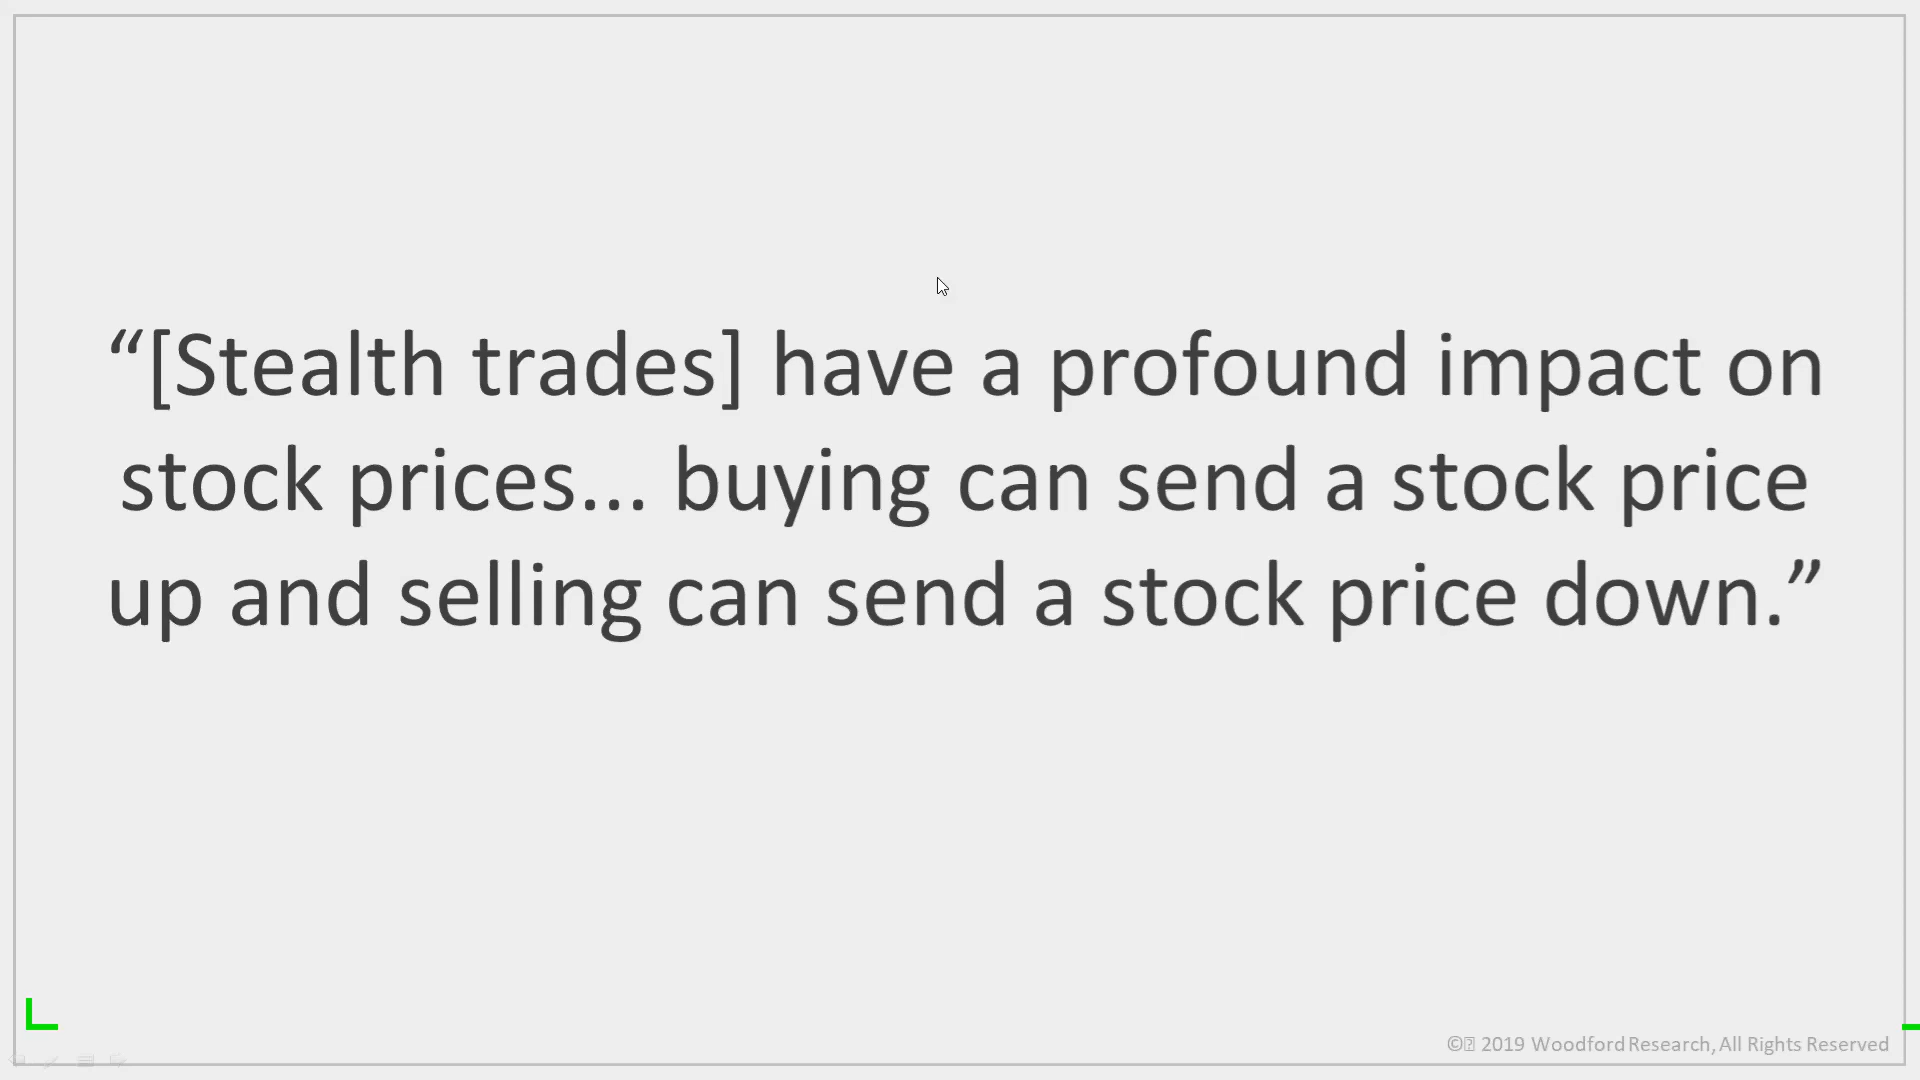 “[Stealth trades] have a profound impact on
stock prices... buying can send a stock price
up and selling can send a stock price down.”
© 2019 Woodford Research, All Rights Reserved